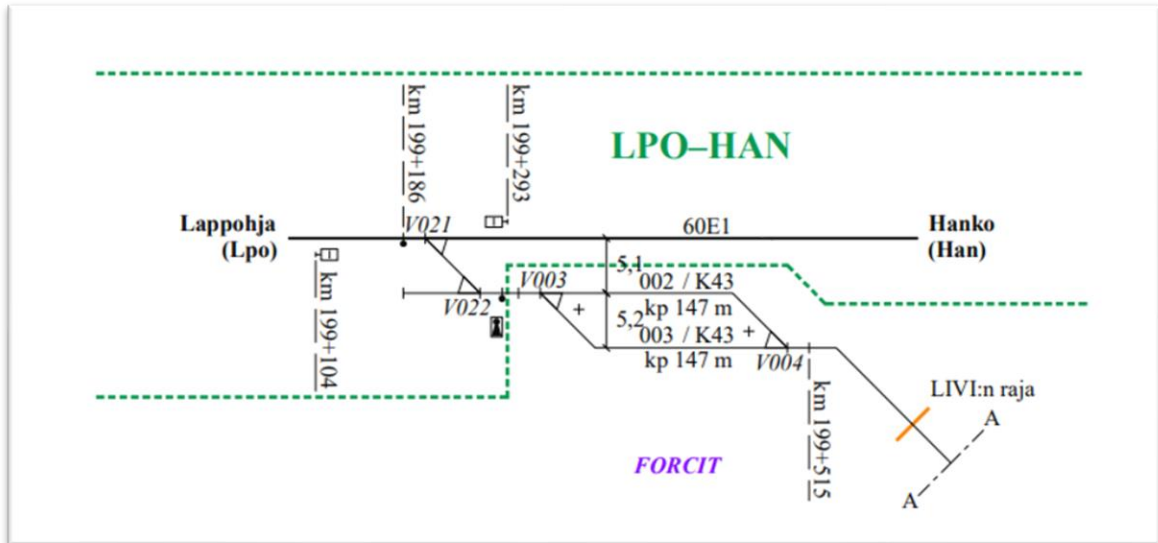 km 199+186
km 199+293
LPO–HAN
Lappohja
(Lpo)
V021
60E1
Hanko
(Han)
km 199+104
V022
V003
5,1
002 / K43
kp 147 m
5,2
003 / K43
kp 147 m
V004
km 199+515
LIVI:n raja
A
A
FORCIT